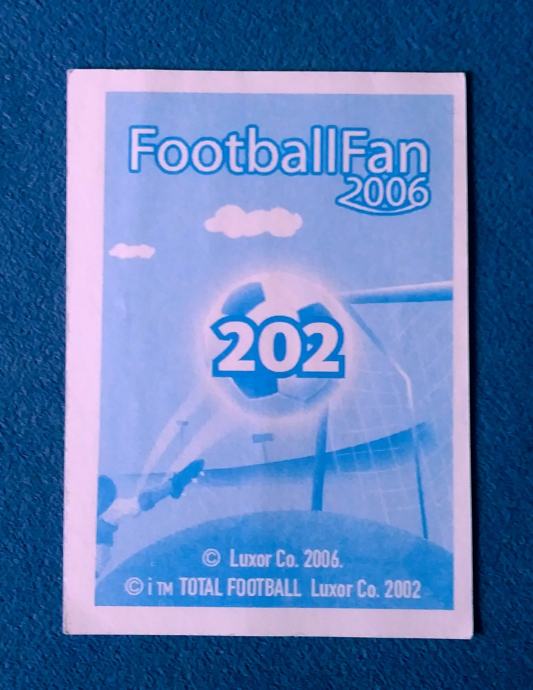 FootballFan
2006
202
© Luxor Co. 2006.
© i TM TOTAL FOOTBALL Luxor Co. 2002